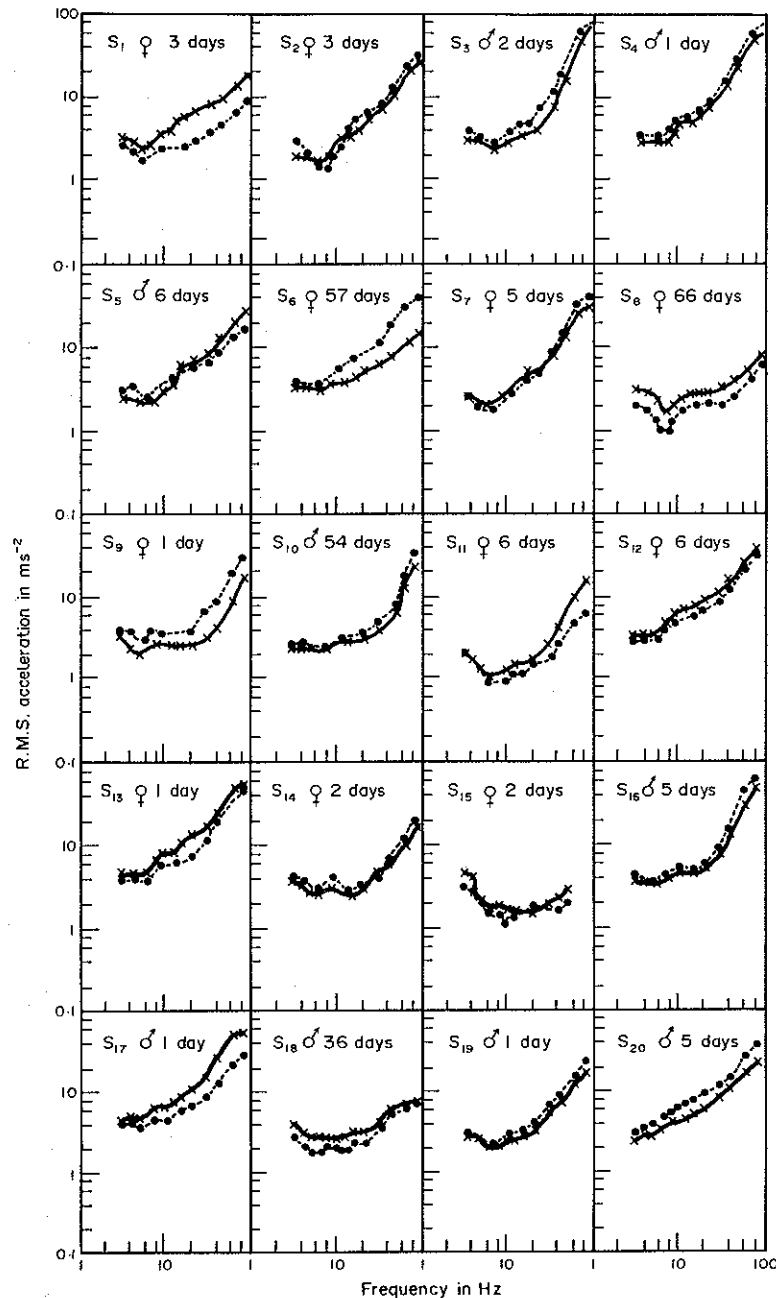 100
S₁ ♀ 3 days
S₂ ♀ 3 days
S₃ ♂ 2 days
S₄ ♂ 1 day
10
1
0·1
S₅ ♂ 6 days
S₆ ♀ 57 days
S₇ ♀ 5 days
S₈ ♀ 66 days
10
1
0·1
S₉ ♀ 1 day
S₁₀ ♂ 54 days
S₁₁ ♀ 6 days
S₁₂ ♀ 6 days
10
1
0·1
S₁₃ ♀ 1 day
S₁₄ ♀ 2 days
S₁₅ ♀ 2 days
S₁₆ ♂ 5 days
10
1
0·1
S₁₇ ♂ 1 day
S₁₈ ♂ 36 days
S₁₉ ♂ 1 day
S₂₀ ♂ 5 days
10
1
0·1
R.M.S. acceleration in ms⁻²
1 10 1 10 1 10 1 10 100
Frequency in Hz